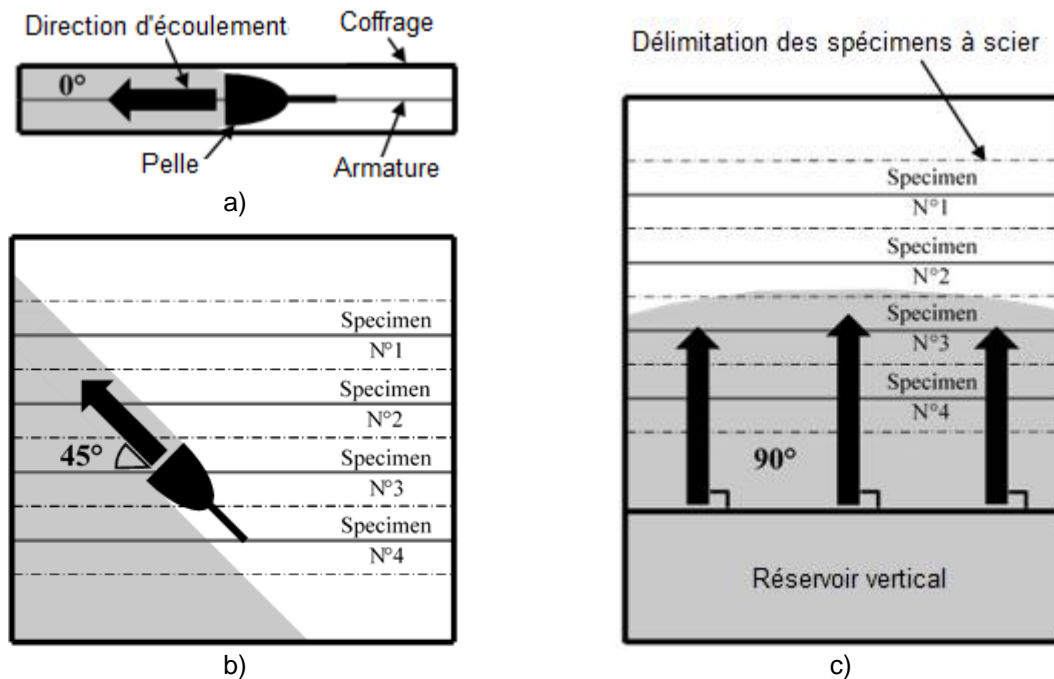 Direction d'écoulement
Coffrage
0°
Pelle
Armature
a)
Specimen
N°1
Specimen
N°2
Specimen
N°3
Specimen
N°4
45°
b)
Délimitation des spécimens à scier
Specimen
N°1
Specimen
N°2
Specimen
N°3
Specimen
N°4
90°
Réservoir vertical
c)